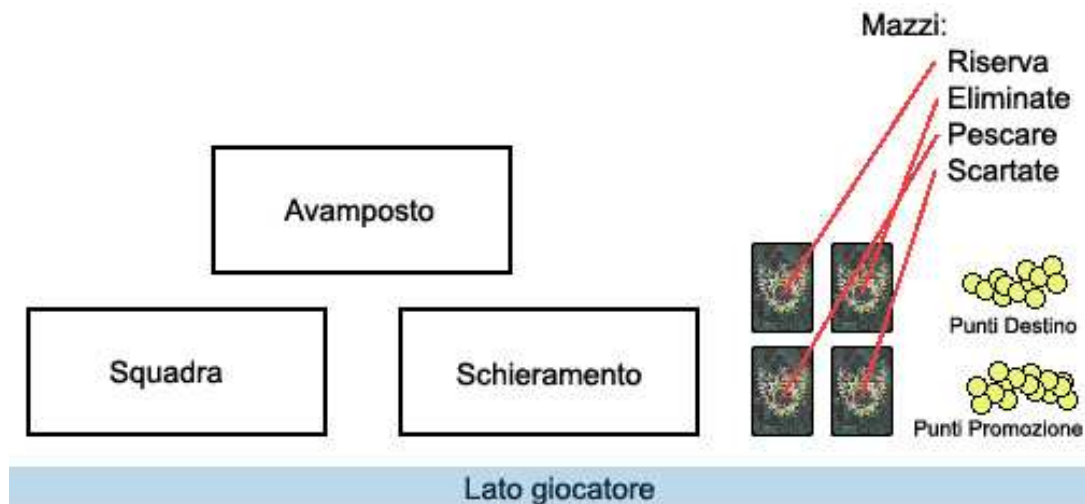 Mazzi:
Riserva
Eliminate
Pescare
Scartate
Avamposto
Squadra
Schieramento
Punti Destino
Punti Promozione
Lato giocatore